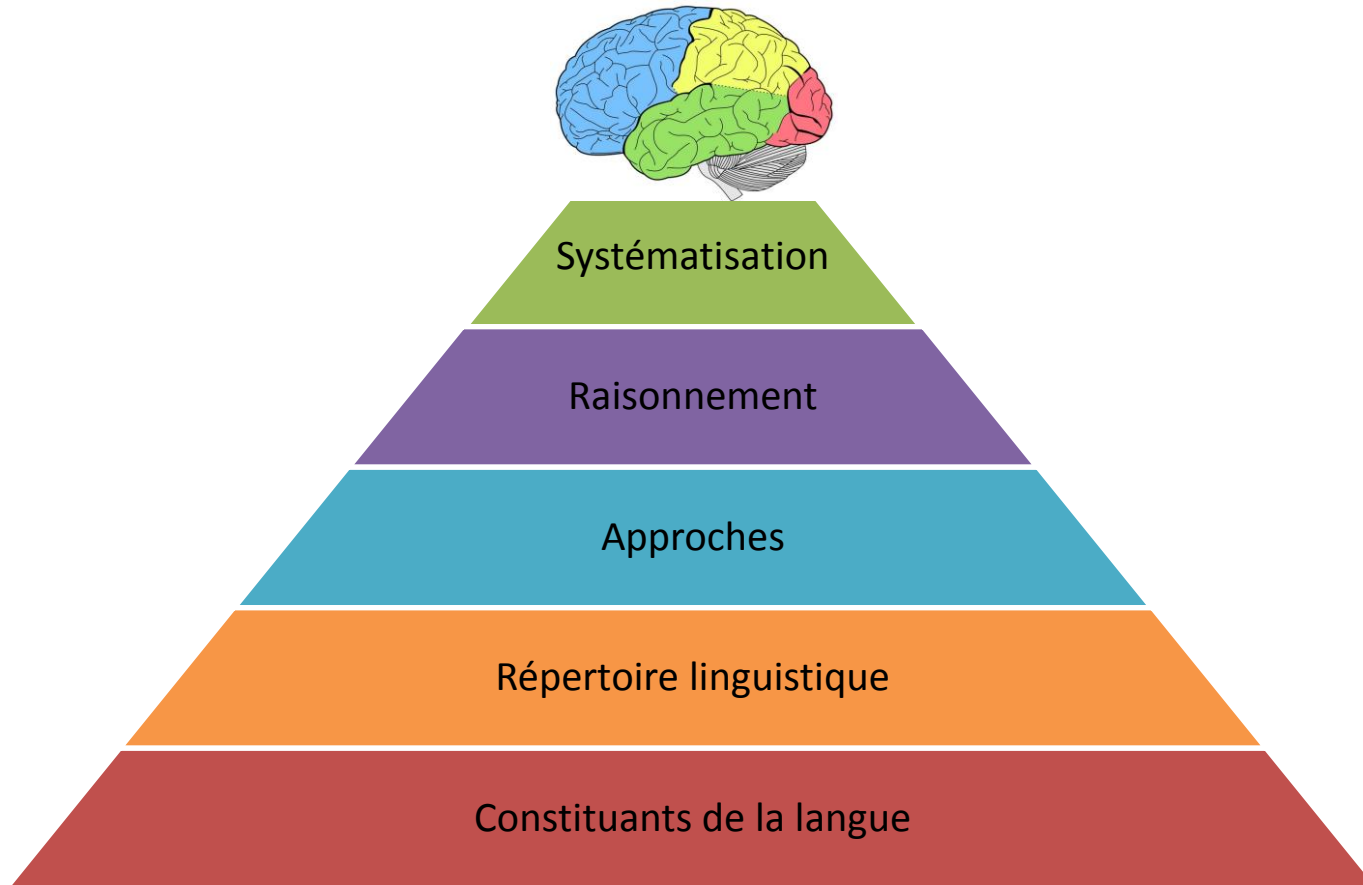 Systématisation
Raisonnement
Approches
Répertoire linguistique
Constituants de la langue